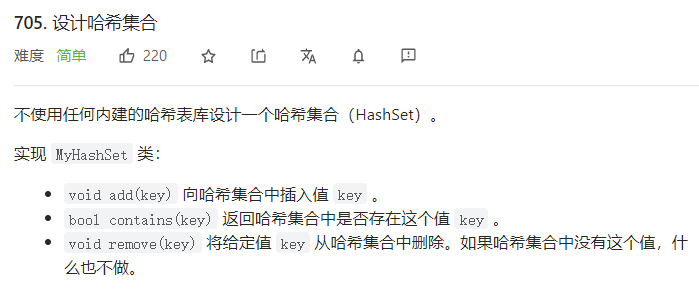 705. 设计哈希集合
难度 简单 220
不使用任何内建的哈希表库设计一个哈希集合（HashSet）。
实现 MyHashSet 类：
void add(key) 向哈希集合中插入值 key 。
bool contains(key) 返回哈希集合中是否存在这个值 key 。
void remove(key) 将给定值 key 从哈希集合中删除。如果哈希集合中没有这个值，什
么也不做。